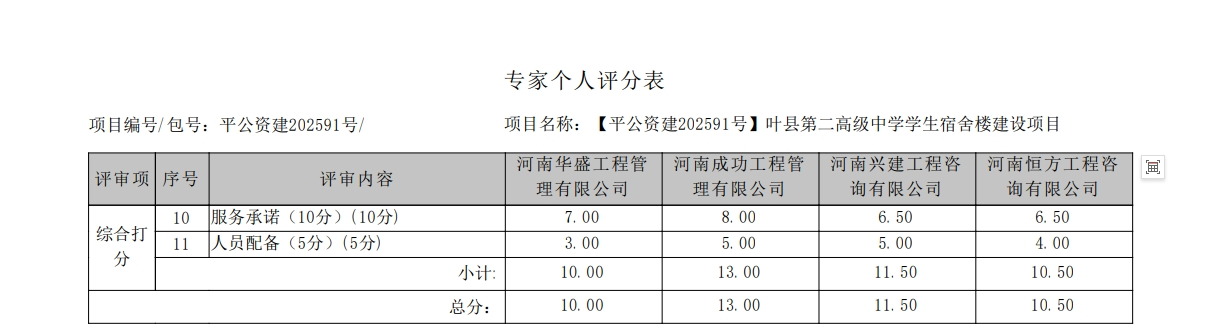 专家个人评分表
项目编号/包号：平公资建202591号/ 项目名称：【平公资建202591号】叶县第二高级中学学生宿舍楼建设项目
评审项 序号 评审内容 河南华盛工程管理有限公司 河南成功工程管理有限公司 河南兴建工程咨询有限公司 河南恒方工程咨询有限公司
综合打分
10 服务承诺（10分）(10分) 7.00 8.00 6.50 6.50
11 人员配备（5分）(5分) 3.00 5.00 5.00 4.00
小计: 10.00 13.00 11.50 10.50
总分： 10.00 13.00 11.50 10.50